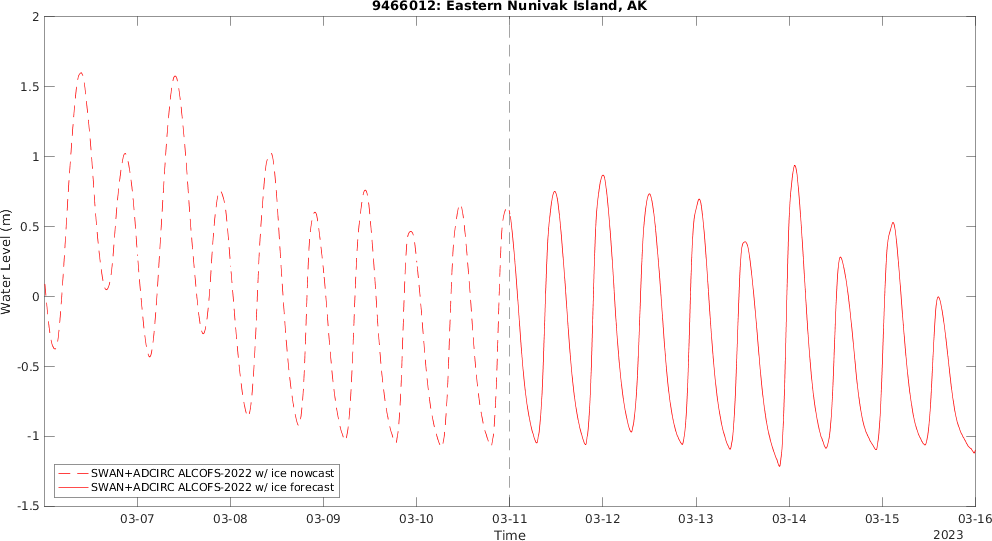 9466012: Eastern Nunivak Island, AK
2
1.5
1
0.5
0
-0.5
-1
-1.5
Water Level (m)
SWAN+ADCIRC ALCOFS-2022 w/ ice nowcast
SWAN+ADCIRC ALCOFS-2022 w/ ice forecast
03-07 03-08 03-09 03-10 03-11 03-12 03-13 03-14 03-15 03-16
Time
2023